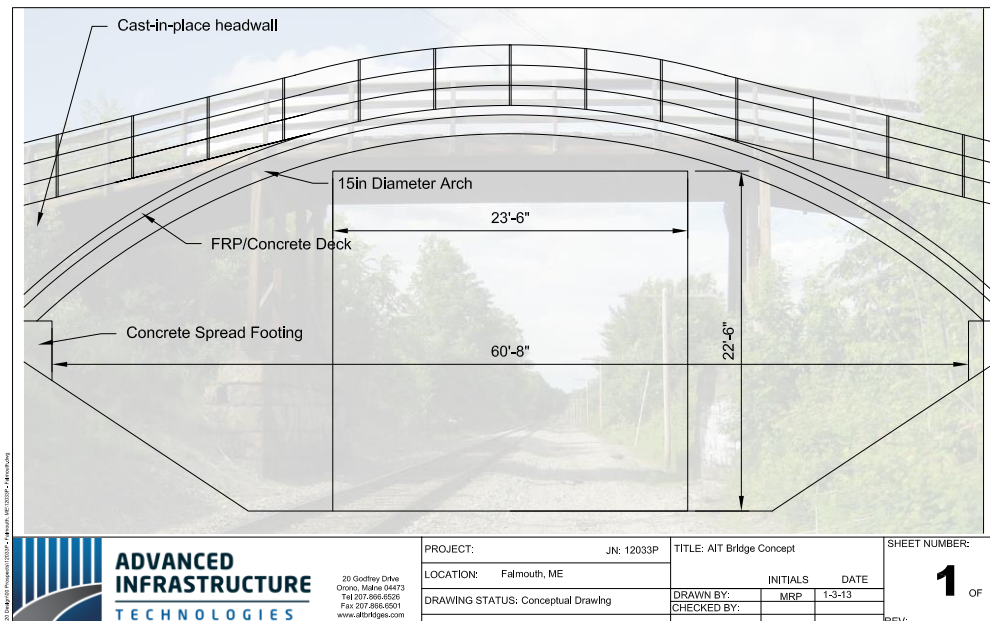 Cast-in-place headwall
15in Diameter Arch
23'-6"
FRP/Concrete Deck
Concrete Spread Footing
60'-8"
22'-6"
ADVANCED
INFRASTRUCTURE
TECHNOLOGIES
20 Godfrey Drive
Orono, Maine 04473
Tel 207.866.6526
Fax 207.866.6501
www.aitbridges.com
PROJECT: JN: 12033P
LOCATION: Falmouth, ME
DRAWING STATUS: Conceptual Drawing
TITLE: AIT Bridge Concept
INITIALS DATE
DRAWN BY: MRP 1-3-13
CHECKED BY:
SHEET NUMBER:
1 OF
REV: